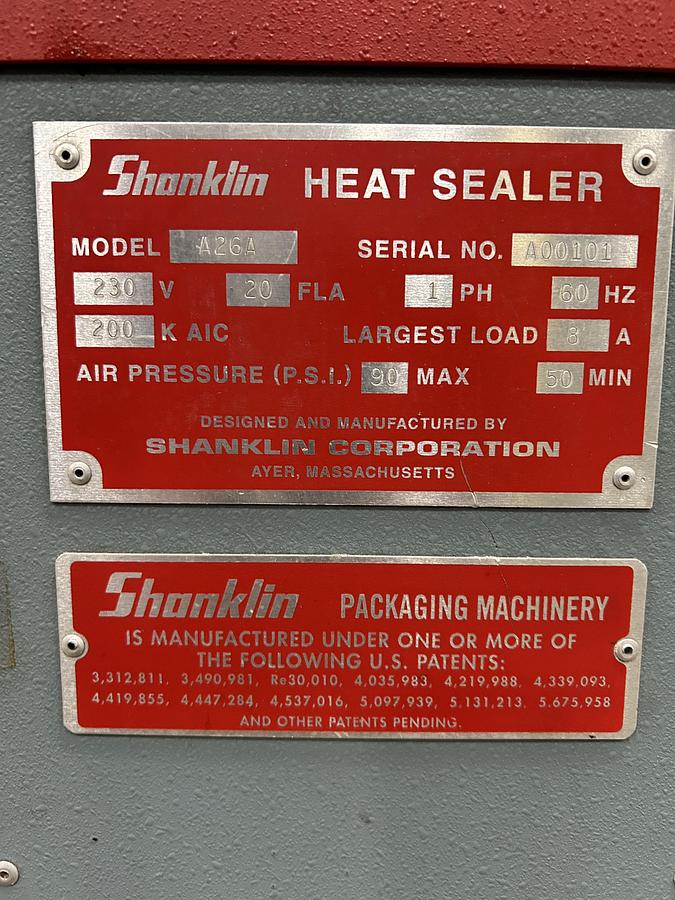 Shanklin HEAT SEALER
MODEL A26A SERIAL NO. A00101
230 V 20 FLA 1 PH 60 HZ
200 K AIC LARGEST LOAD 8 A
AIR PRESSURE (P.S.I.) 90 MAX 50 MIN
DESIGNED AND MANUFACTURED BY
SHANKLIN CORPORATION
AYER, MASSACHUSETTS
Shanklin PACKAGING MACHINERY
IS MANUFACTURED UNDER ONE OR MORE OF
THE FOLLOWING U.S. PATENTS:
3,312,811, 3,490,981, Re30,010, 4,035,983, 4,219,988, 4,339,093,
4,419,855, 4,447,284, 4,537,016, 5,097,939, 5,131,213, 5,675,958
AND OTHER PATENTS PENDING.